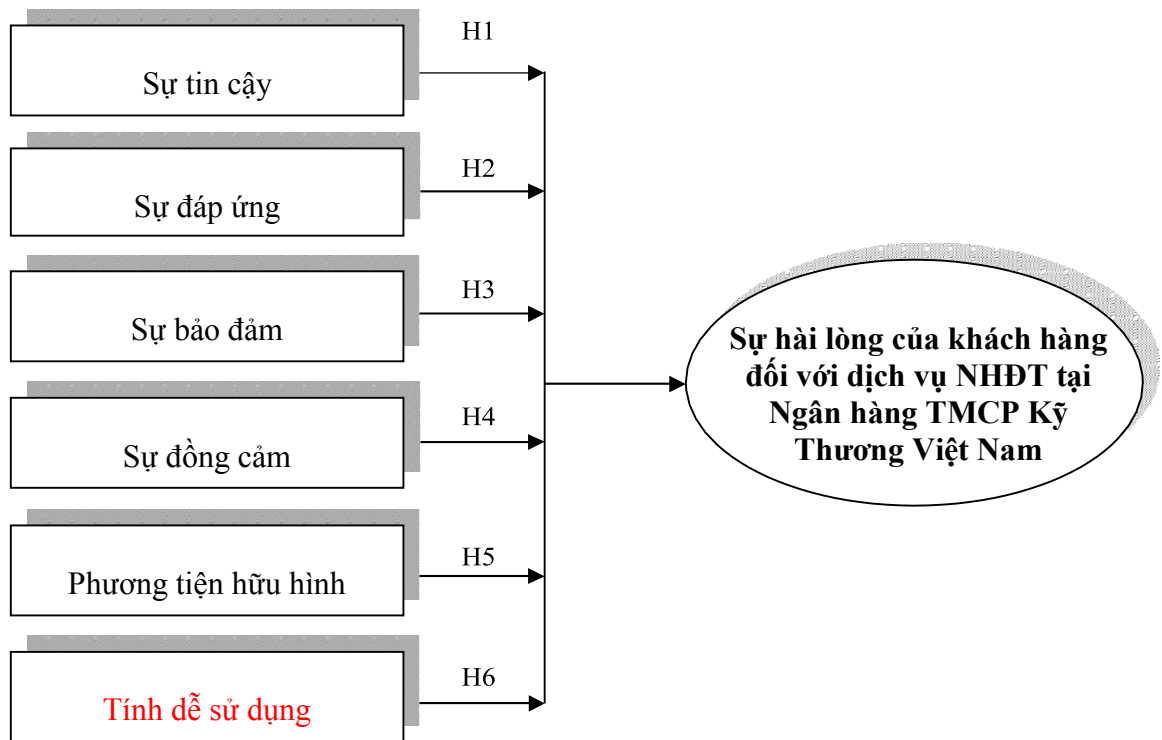 H1
Sự tin cậy
H2
Sự đáp ứng
H3
Sự bảo đảm
H4
Sự đồng cảm
H5
Phương tiện hữu hình
H6
Tính dễ sử dụng
Sự hài lòng của khách hàng
đối với dịch vụ NHĐT tại
Ngân hàng TMCP Kỹ
Thương Việt Nam